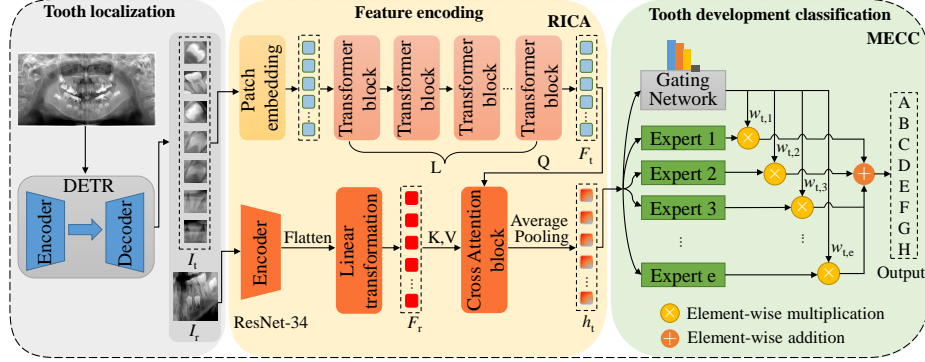 Tooth localization
Feature encoding
RICA
Tooth development classification
MECC
DETR
Encoder
Decoder
I_t
I_r
Patch
embedding
Transformer
block
Transformer
block
Transformer
block
...
Transformer
block
L
F_t
Q
Encoder
ResNet-34
Flatten
Linear
transformation
F_r
K,V
Cross Attention
block
Average
Pooling
h_t
Gating
Network
Expert 1
Expert 2
Expert 3
...
Expert e
w_t,1
w_t,2
w_t,3
w_t,e
A
B
C
D
E
F
G
H
Output
Element-wise multiplication
Element-wise addition